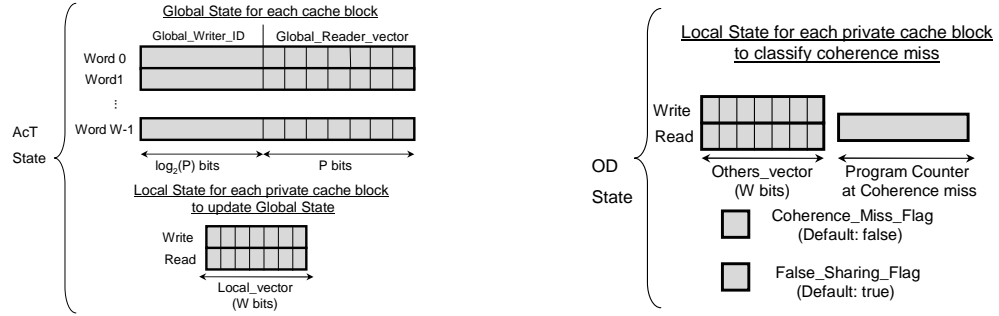 Global State for each cache block
Global_Writer_ID
Global_Reader_vector
Word 0
Word1
...
Word W-1
AcT
State
log2(P) bits
P bits
Local State for each private cache block
to update Global State
Write
Read
Local_vector
(W bits)
Local State for each private cache block
to classify coherence miss
Write
Read
OD
State
Others_vector
(W bits)
Program Counter
at Coherence miss
Coherence_Miss_Flag
(Default: false)
False_Sharing_Flag
(Default: true)